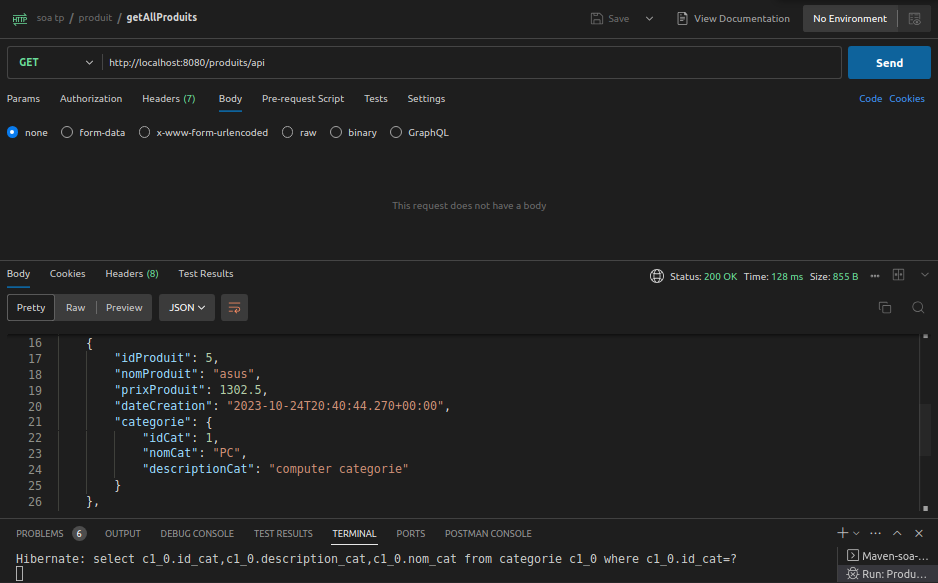 HTTP soa tp / produit / getAllProduits Save View Documentation No Environment
GET http://localhost:8080/produits/api Send
Params Authorization Headers (7) Body Pre-request Script Tests Settings Code Cookies
none form-data x-www-form-urlencoded raw binary GraphQL
This request does not have a body
Body Cookies Headers (8) Test Results Status: 200 OK Time: 128 ms Size: 855 B
Pretty Raw Preview JSON
16 {
17 "idProduit": 5,
18 "nomProduit": "asus",
19 "prixProduit": 1302.5,
20 "dateCreation": "2023-10-24T20:40:44.270+00:00",
21 "categorie": {
22 "idCat": 1,
23 "nomCat": "PC",
24 "descriptionCat": "computer categorie"
25 }
26 },
PROBLEMS 6 OUTPUT DEBUG CONSOLE TEST RESULTS TERMINAL PORTS POSTMAN CONSOLE
Hibernate: select c1_0.id_cat,c1_0.description_cat,c1_0.nom_cat from categorie c1_0 where c1_0.id_cat=?
Maven-soa-...
Run: Produ...